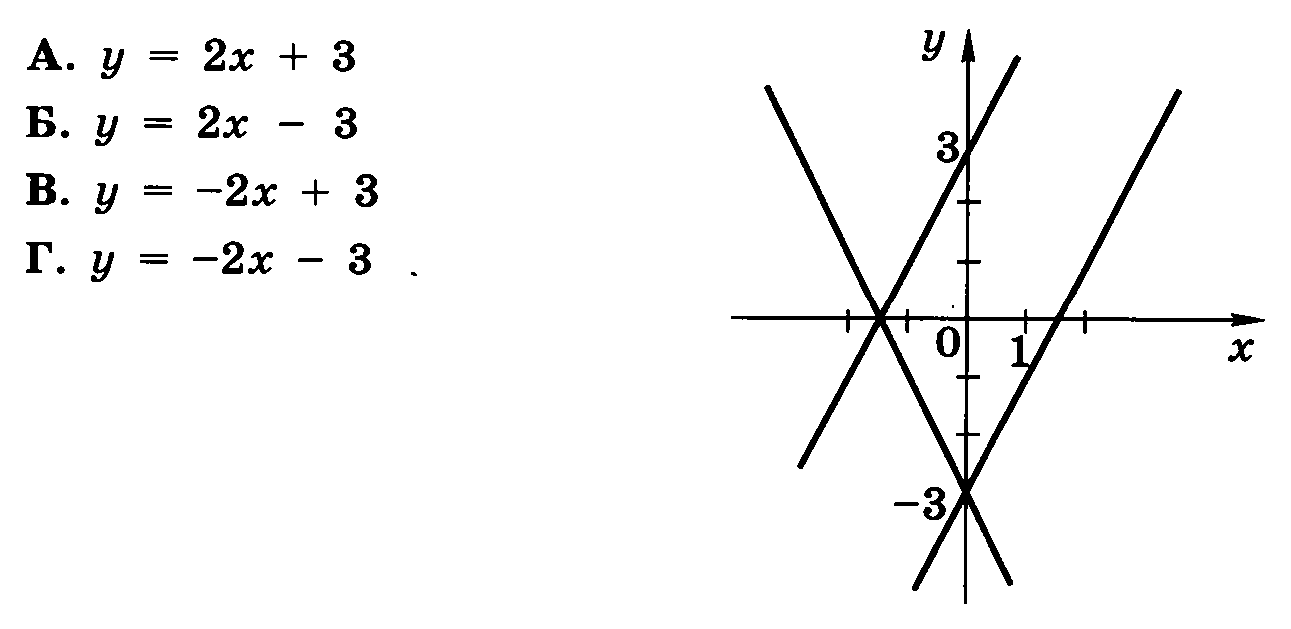 А. y = 2x + 3
Б. y = 2x − 3
В. y = −2x + 3
Г. y = −2x − 3
y
3
0
1
x
−3